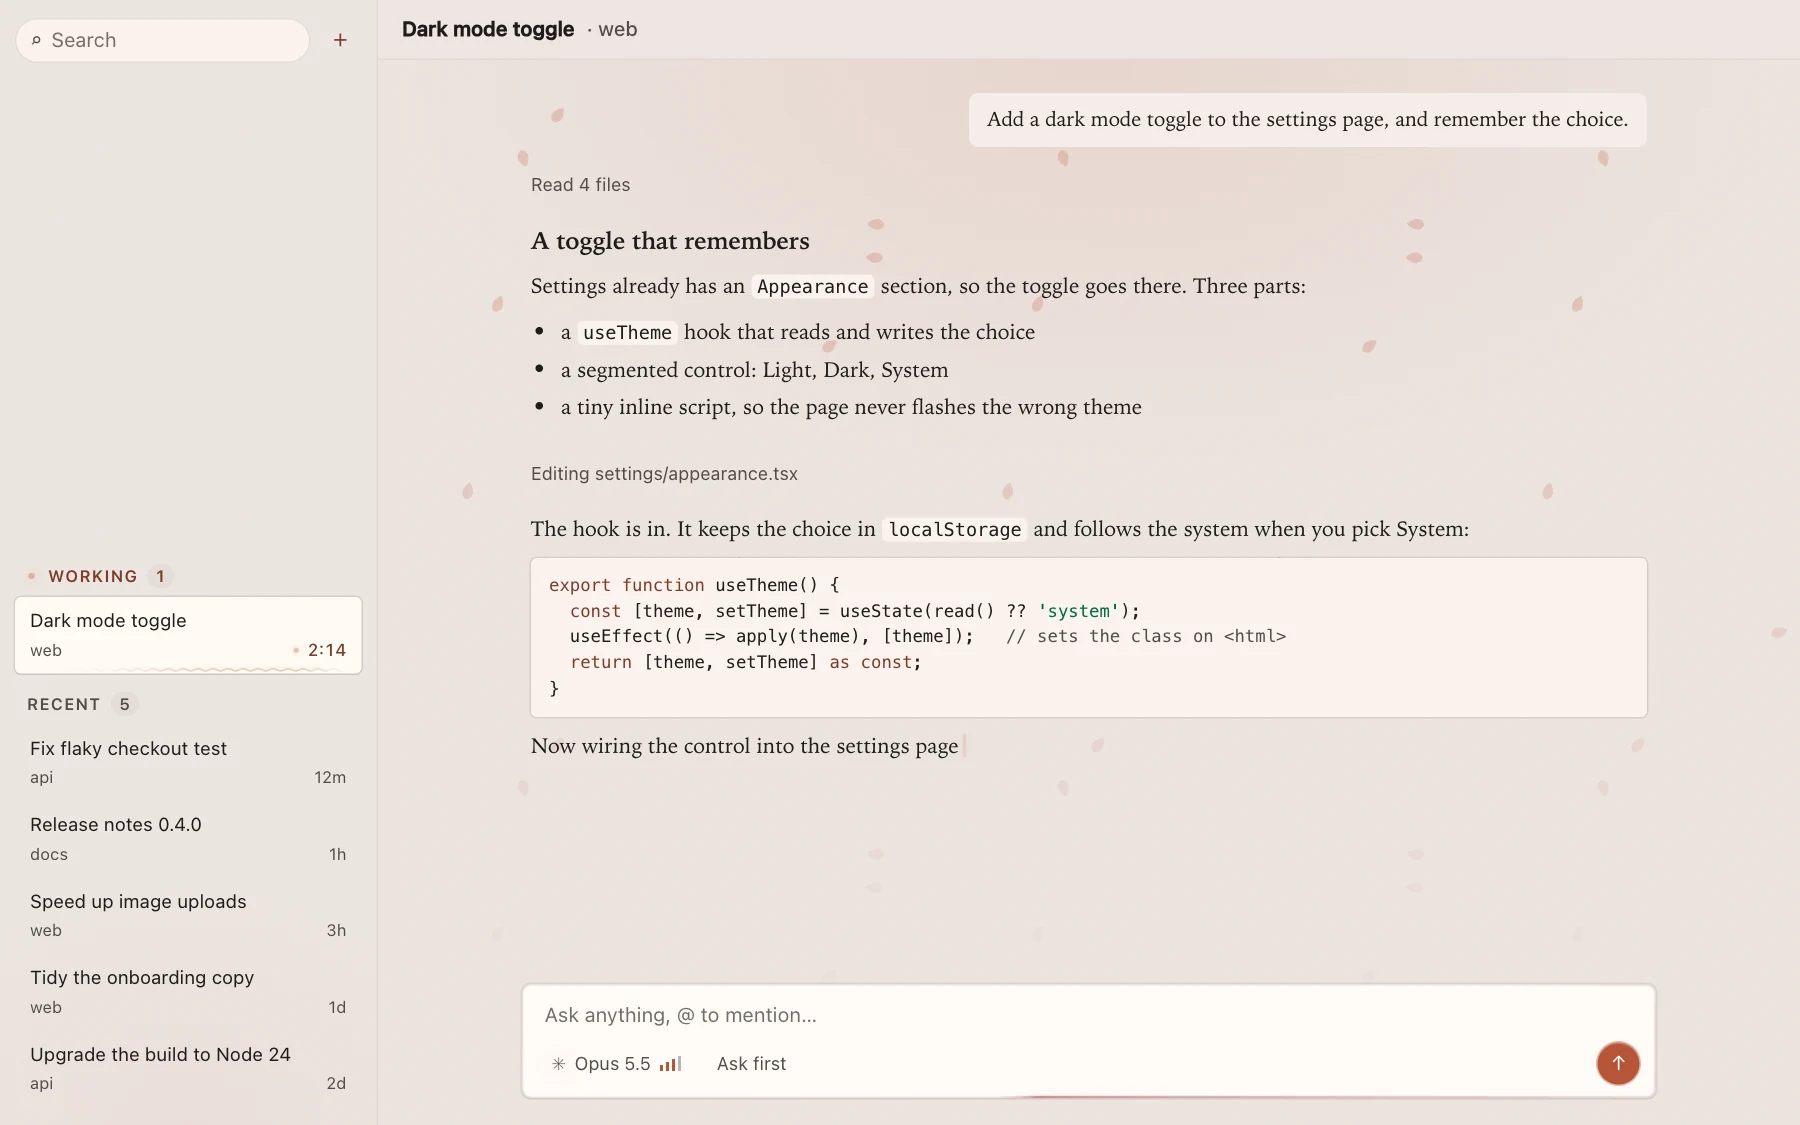 Search
+
WORKING 1
Dark mode toggle
web 2:14
RECENT 5
Fix flaky checkout test
api 12m
Release notes 0.4.0
docs 1h
Speed up image uploads
web 3h
Tidy the onboarding copy
web 1d
Upgrade the build to Node 24
api 2d
Dark mode toggle · web
Add a dark mode toggle to the settings page, and remember the choice.
Read 4 files
A toggle that remembers
Settings already has an Appearance section, so the toggle goes there. Three parts:
• a useTheme hook that reads and writes the choice
• a segmented control: Light, Dark, System
• a tiny inline script, so the page never flashes the wrong theme
Editing settings/appearance.tsx
The hook is in. It keeps the choice in localStorage and follows the system when you pick System:
export function useTheme() {
  const [theme, setTheme] = useState(read() ?? 'system');
  useEffect(() => apply(theme), [theme]);   // sets the class on <html>
  return [theme, setTheme] as const;
}
Now wiring the control into the settings page
Ask anything, @ to mention…
Opus 5.5 Ask first